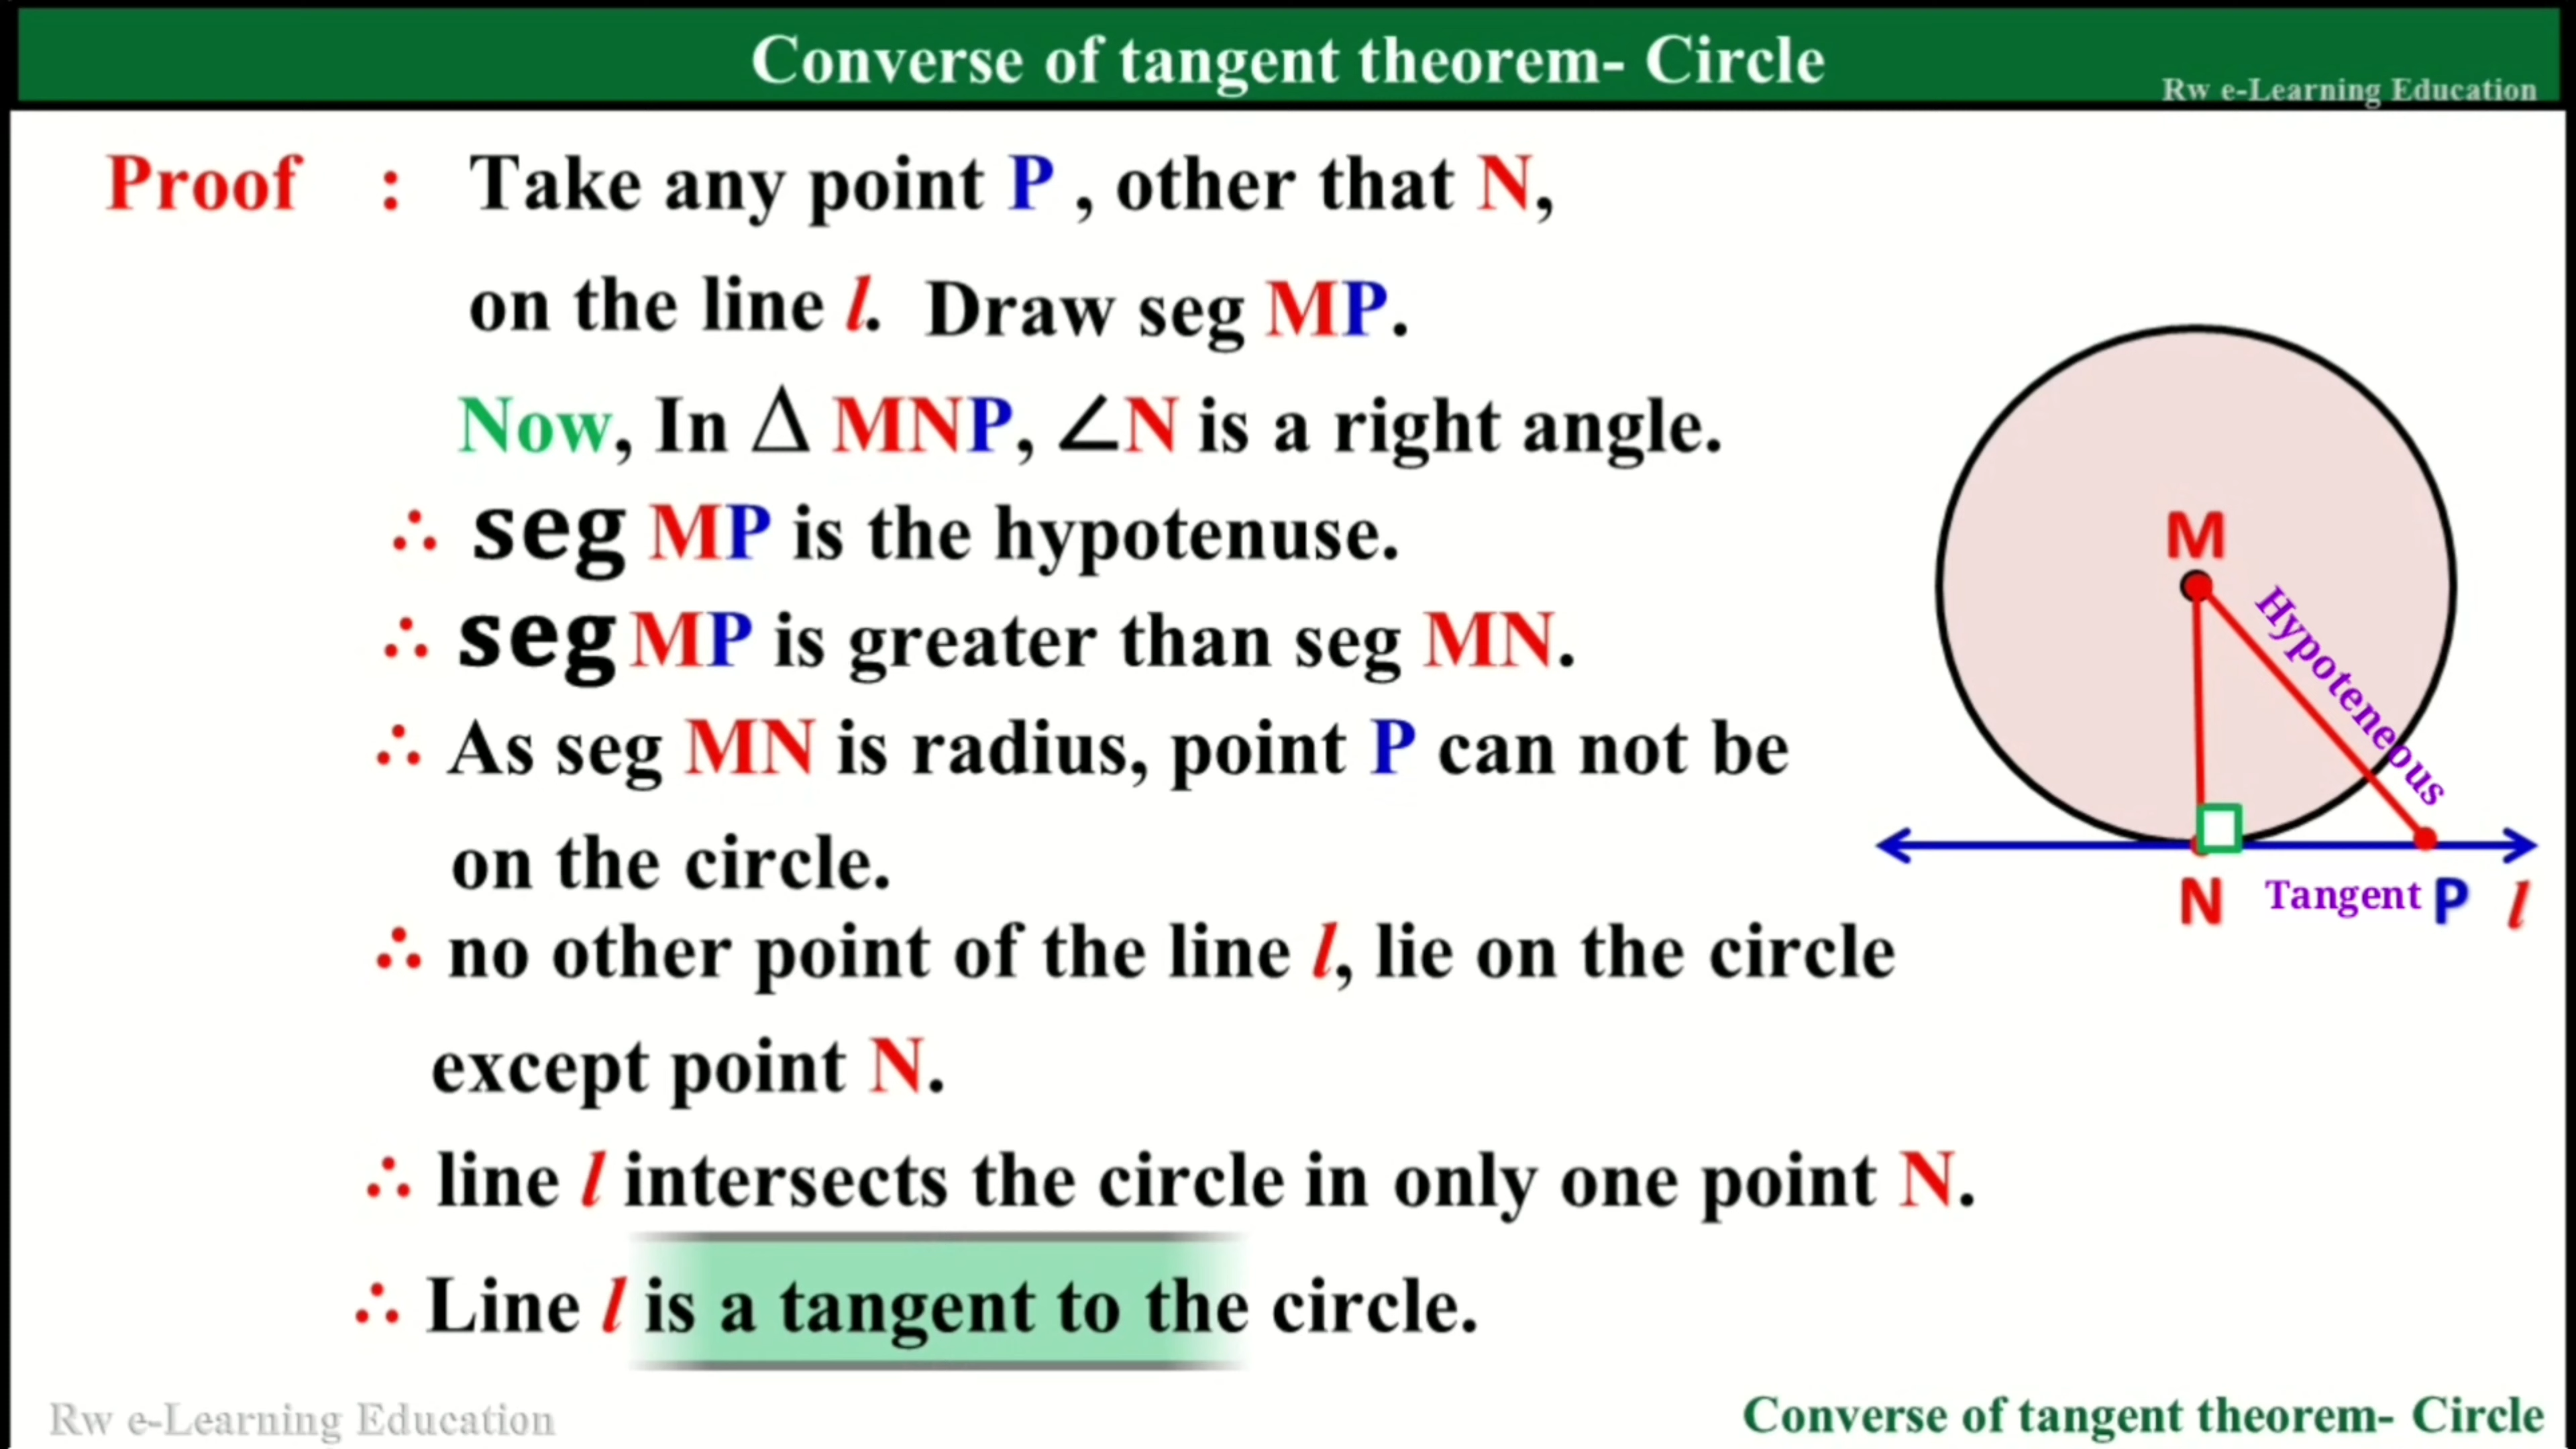 Converse of tangent theorem- Circle
Rw e-Learning Education
Proof : Take any point P , other that N,
on the line l. Draw seg MP.
Now, In Δ MNP, ∠N is a right angle.
∴ seg MP is the hypotenuse.
∴ seg MP is greater than seg MN.
∴ As seg MN is radius, point P can not be
on the circle.
∴ no other point of the line l, lie on the circle
except point N.
∴ line l intersects the circle in only one point N.
∴ Line l is a tangent to the circle.
M
Hypoteneous
N Tangent P l
Rw e-Learning Education
Converse of tangent theorem- Circle